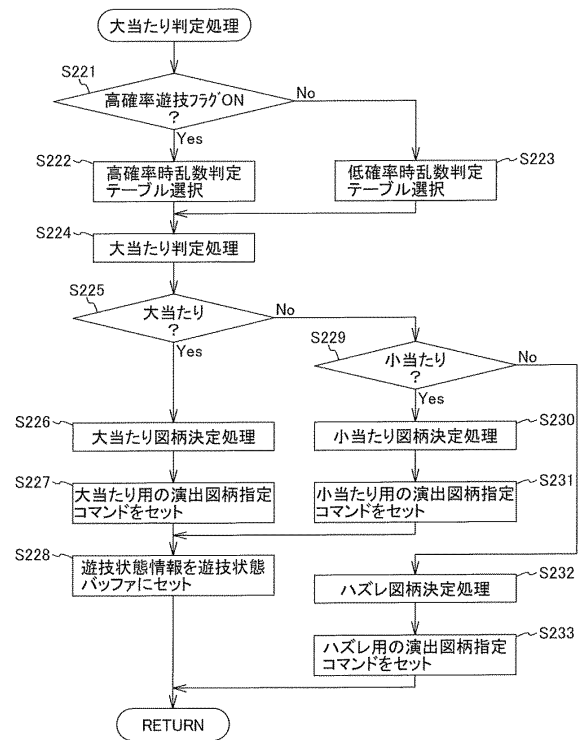 大当たり判定処理
S221
高確率遊技フラグON
?
No
Yes
S222
高確率時乱数判定
テーブル選択
低確率時乱数判定
テーブル選択
S223
S224
大当たり判定処理
S225
大当たり
?
No
Yes
S229
小当たり
?
No
Yes
S226
大当たり図柄決定処理
小当たり図柄決定処理
S230
S227
大当たり用の演出図柄指定
コマンドをセット
小当たり用の演出図柄指定
コマンドをセット
S231
S228
遊技状態情報を遊技状態
バッファにセット
ハズレ図柄決定処理
S232
ハズレ用の演出図柄指定
コマンドをセット
S233
RETURN